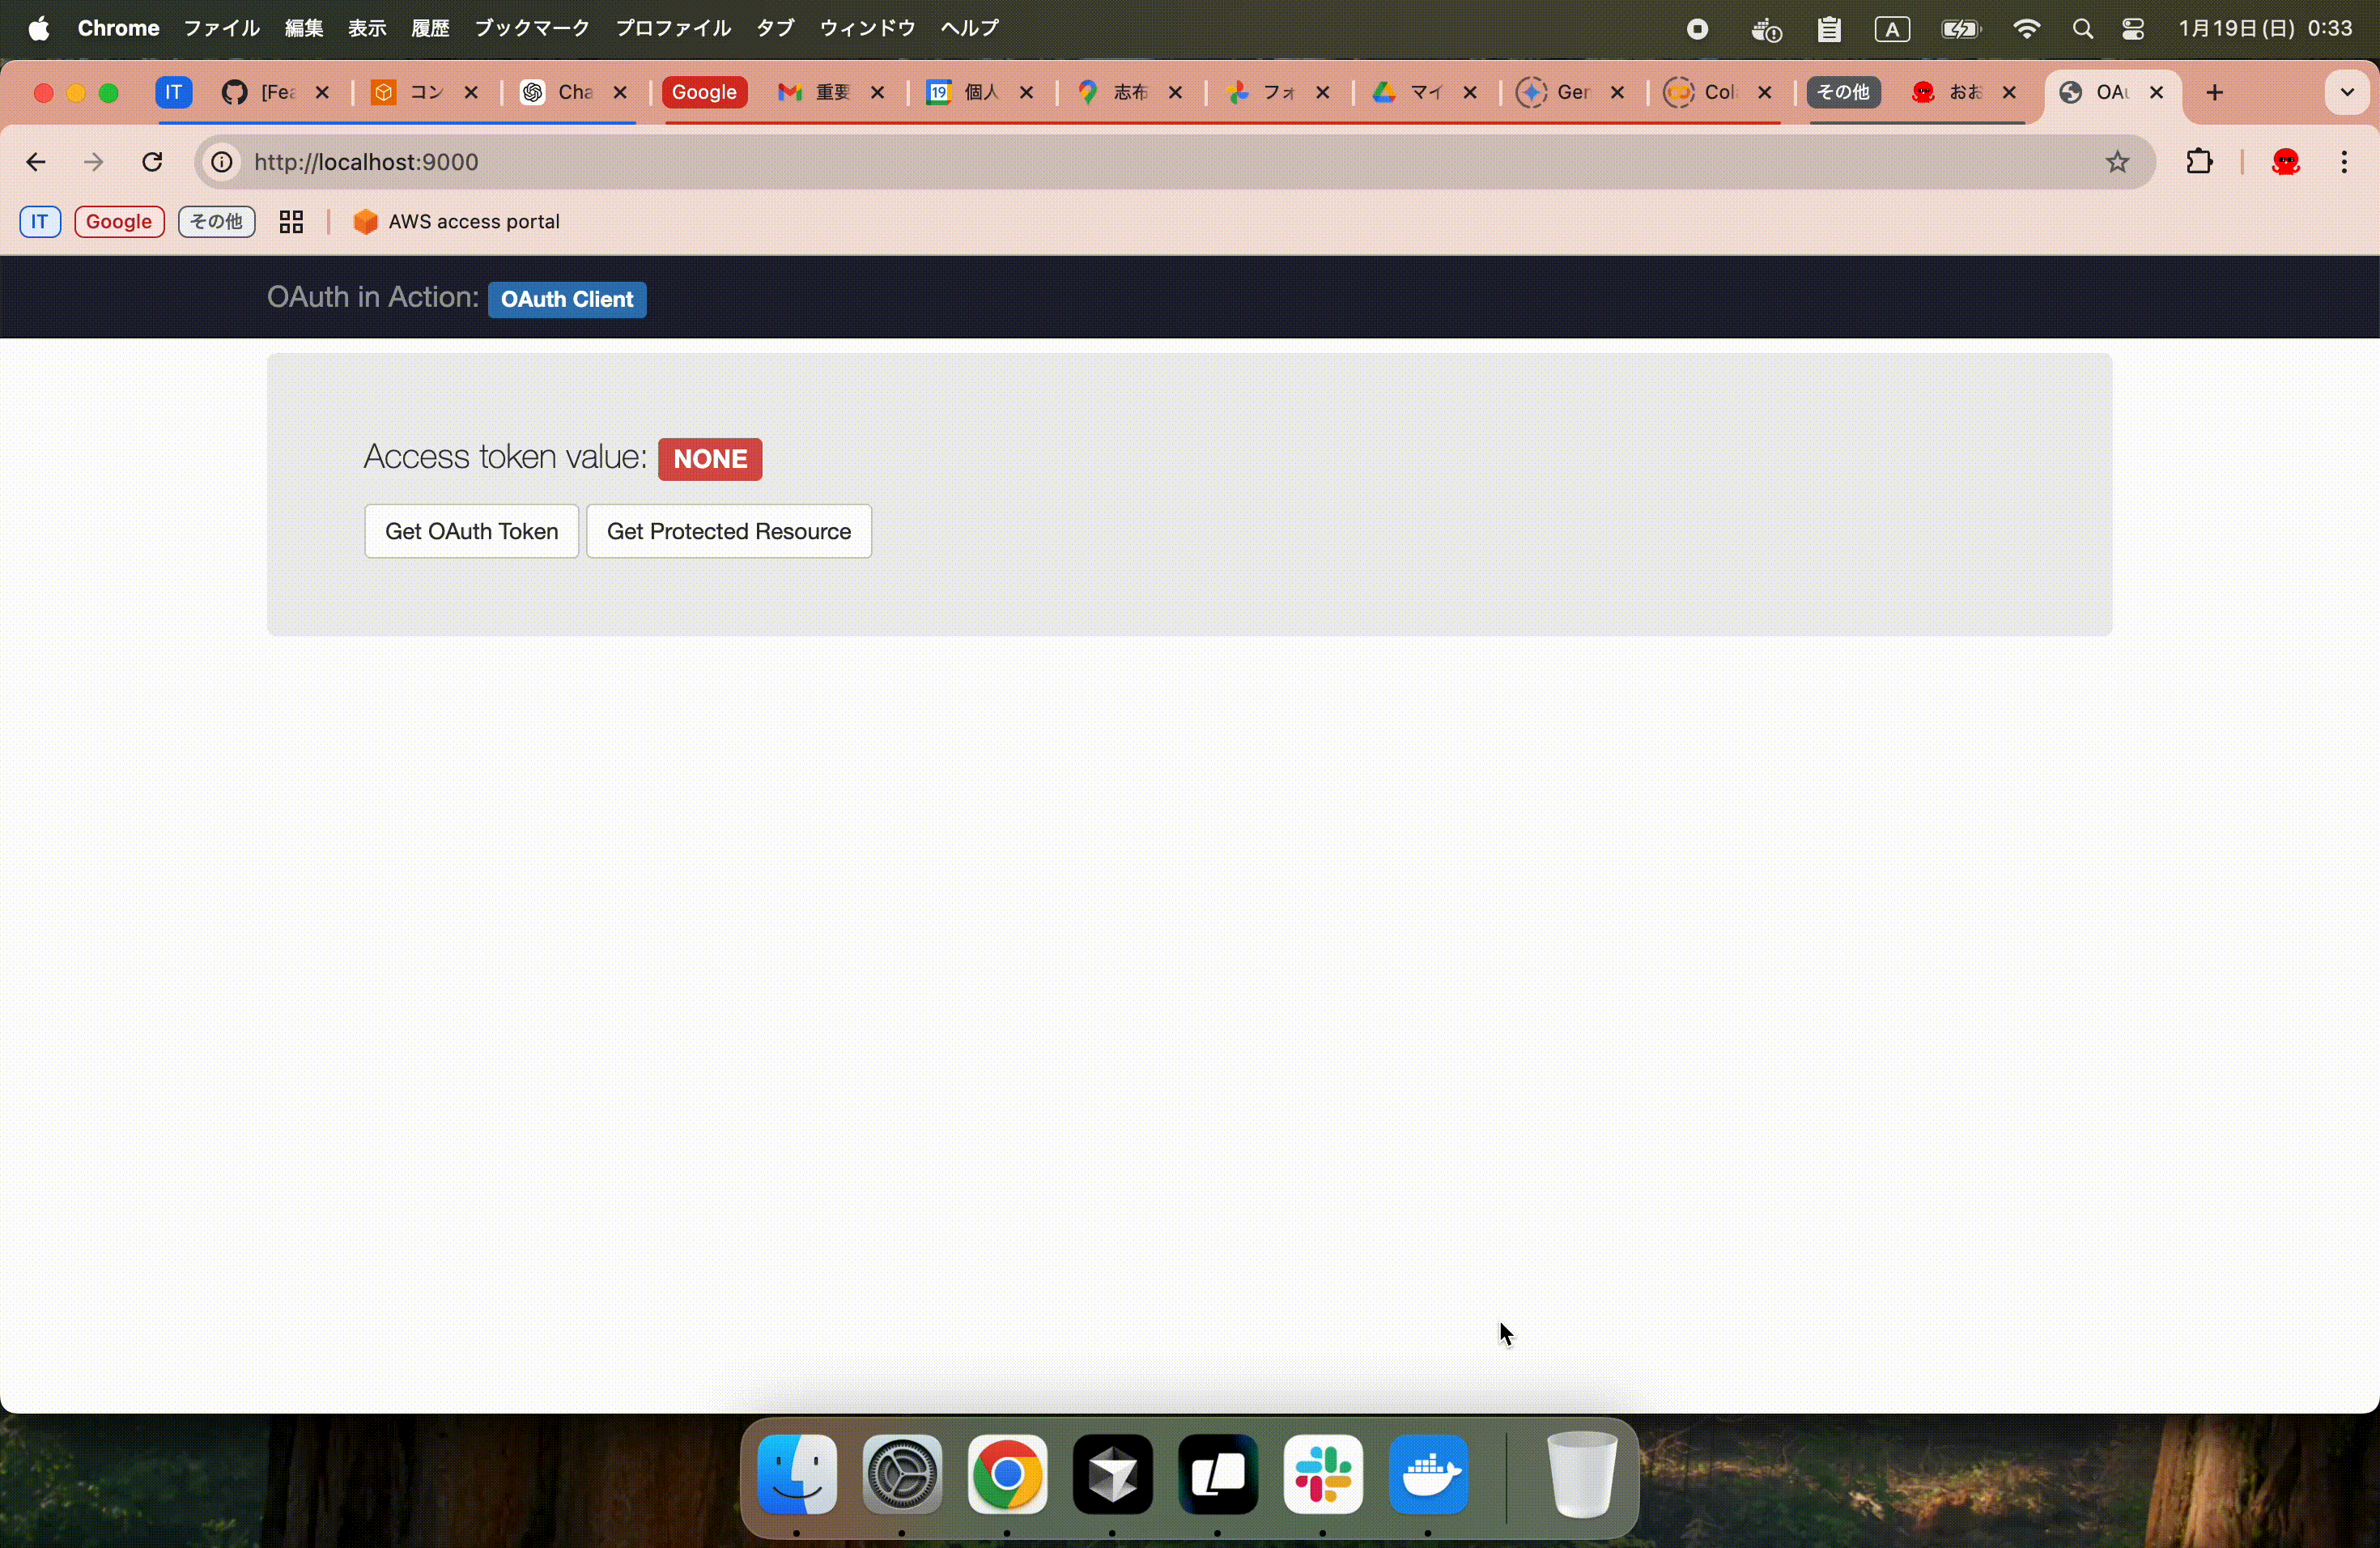 Chrome ファイル 編集 表示 履歴 ブックマーク プロファイル タブ ウィンドウ ヘルプ A 1月19日(日) 0:33
IT [Fea コン Cha Google 重要 19 個人 志布 フォ マイ Gen Col その他 おお OAu
http://localhost:9000
IT Google その他 AWS access portal
OAuth in Action: OAuth Client
Access token value: NONE
Get OAuth Token Get Protected Resource